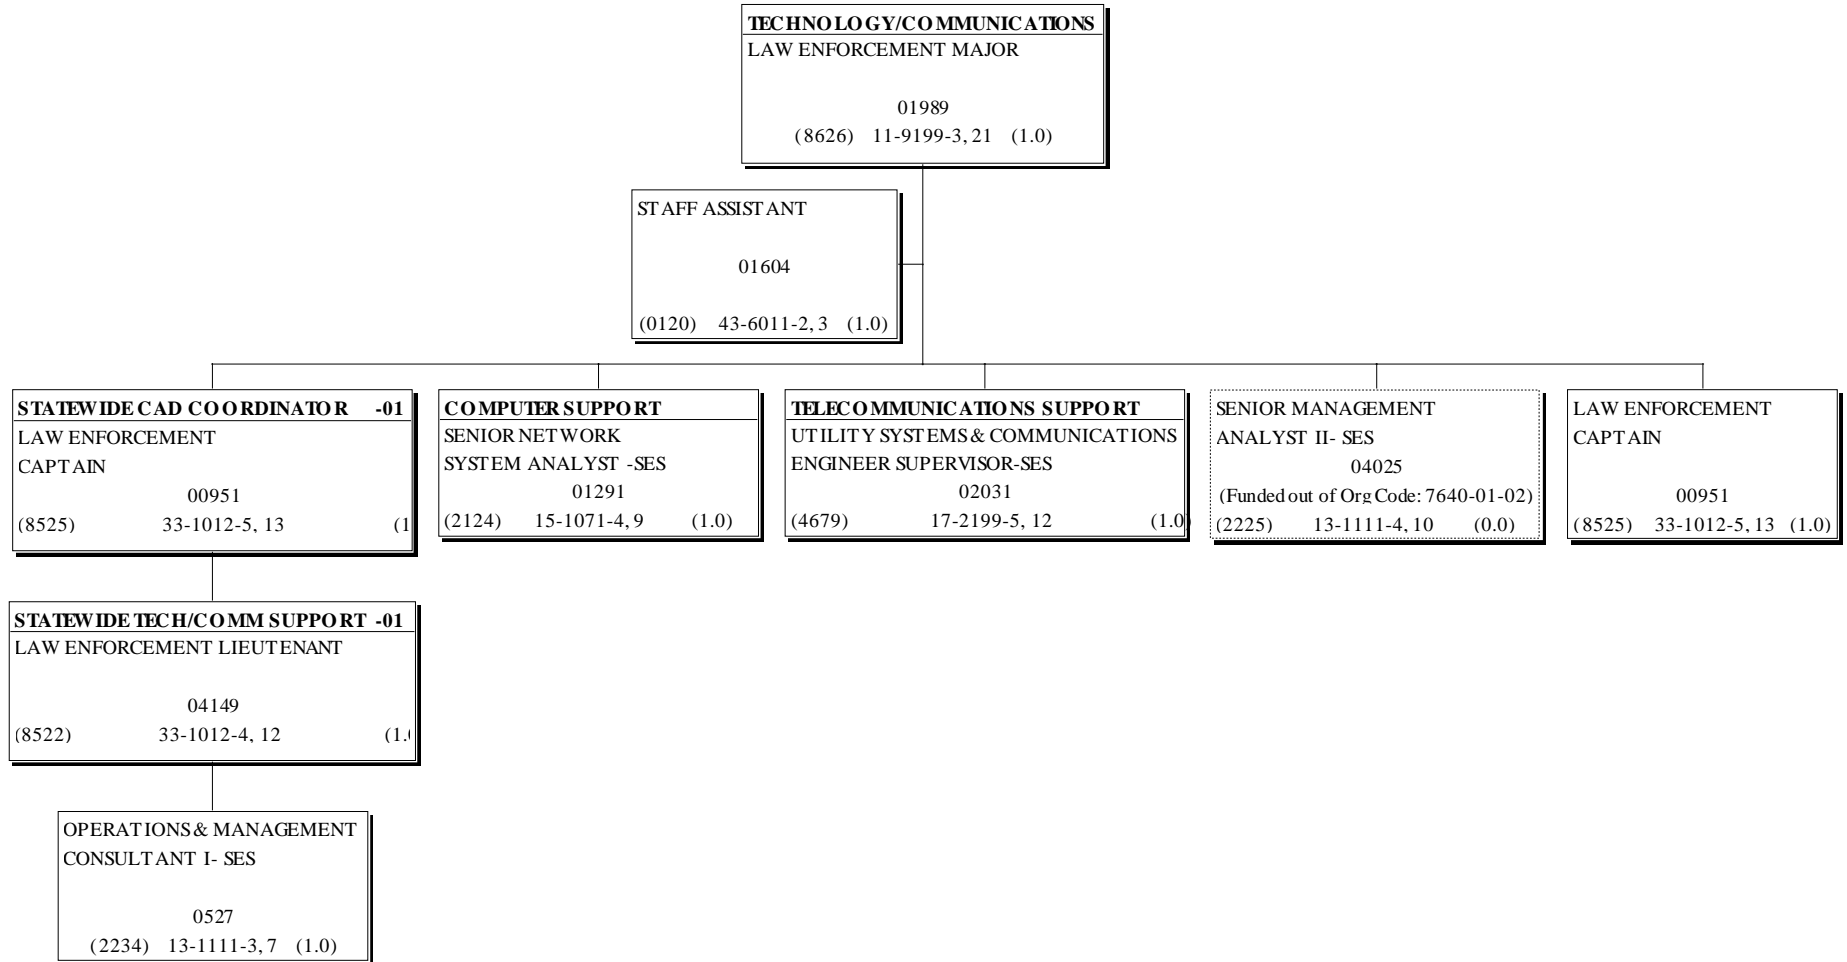 TECHNOLOGY/COMMUNICATIONS
LAW ENFORCEMENT MAJOR
01989
(8626) 11-9199-3, 21 (1.0)
STAFF ASSISTANT
01604
(0120) 43-6011-2, 3 (1.0)
STATEWIDE CAD COORDINATOR -01
LAW ENFORCEMENT
CAPTAIN
00951
(8525) 33-1012-5, 13 (1
COMPUTER SUPPORT
SENIOR NETWORK
SYSTEM ANALYST -SES
01291
(2124) 15-1071-4, 9 (1.0)
TELECOMMUNICATIONS SUPPORT
UTILITY SYSTEMS & COMMUNICATIONS
ENGINEER SUPERVISOR-SES
02031
(4679) 17-2199-5, 12 (1.0
SENIOR MANAGEMENT
ANALYST II- SES
04025
(Funded out of Org Code: 7640-01-02)
(2225) 13-1111-4, 10 (0.0)
LAW ENFORCEMENT
CAPTAIN
00951
(8525) 33-1012-5, 13 (1.0)
STATEWIDE TECH/COMM SUPPORT -01
LAW ENFORCEMENT LIEUTENANT
04149
(8522) 33-1012-4, 12 (1.
OPERATIONS & MANAGEMENT
CONSULTANT I- SES
0527
(2234) 13-1111-3, 7 (1.0)